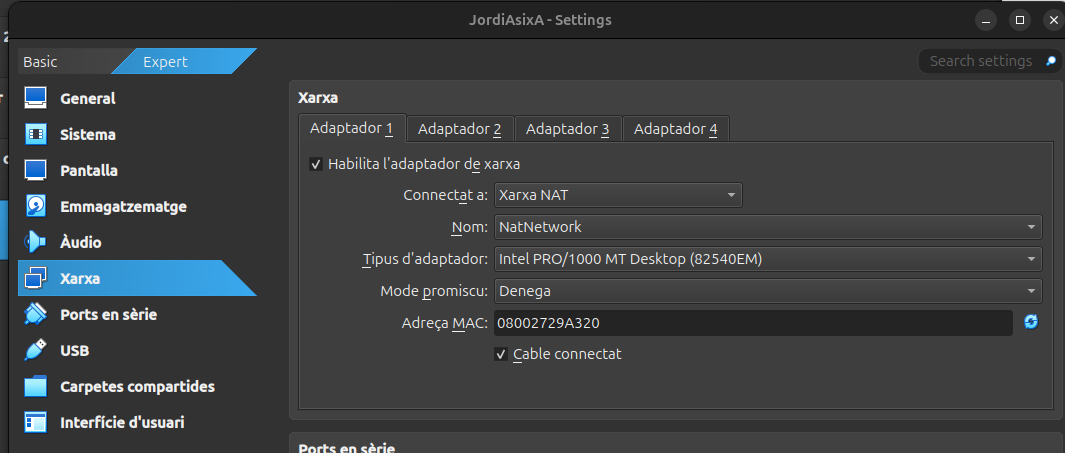 JordiAsixA - Settings
Basic
Expert
Search settings
General
Sistema
Pantalla
Emmagatzematge
Àudio
Xarxa
Ports en sèrie
USB
Carpetes compartides
Interfície d'usuari
Xarxa
Adaptador 1
Adaptador 2
Adaptador 3
Adaptador 4
Habilita l'adaptador de xarxa
Connectat a: Xarxa NAT
Nom: NatNetwork
Tipus d'adaptador: Intel PRO/1000 MT Desktop (82540EM)
Mode promiscu: Denega
Adreça MAC: 08002729A320
Cable connectat
Ports en sèrie